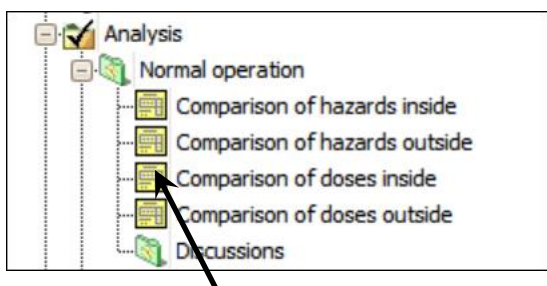 Analysis
Normal operation
Comparison of hazards inside
Comparison of hazards outside
Comparison of doses inside
Comparison of doses outside
Discussions